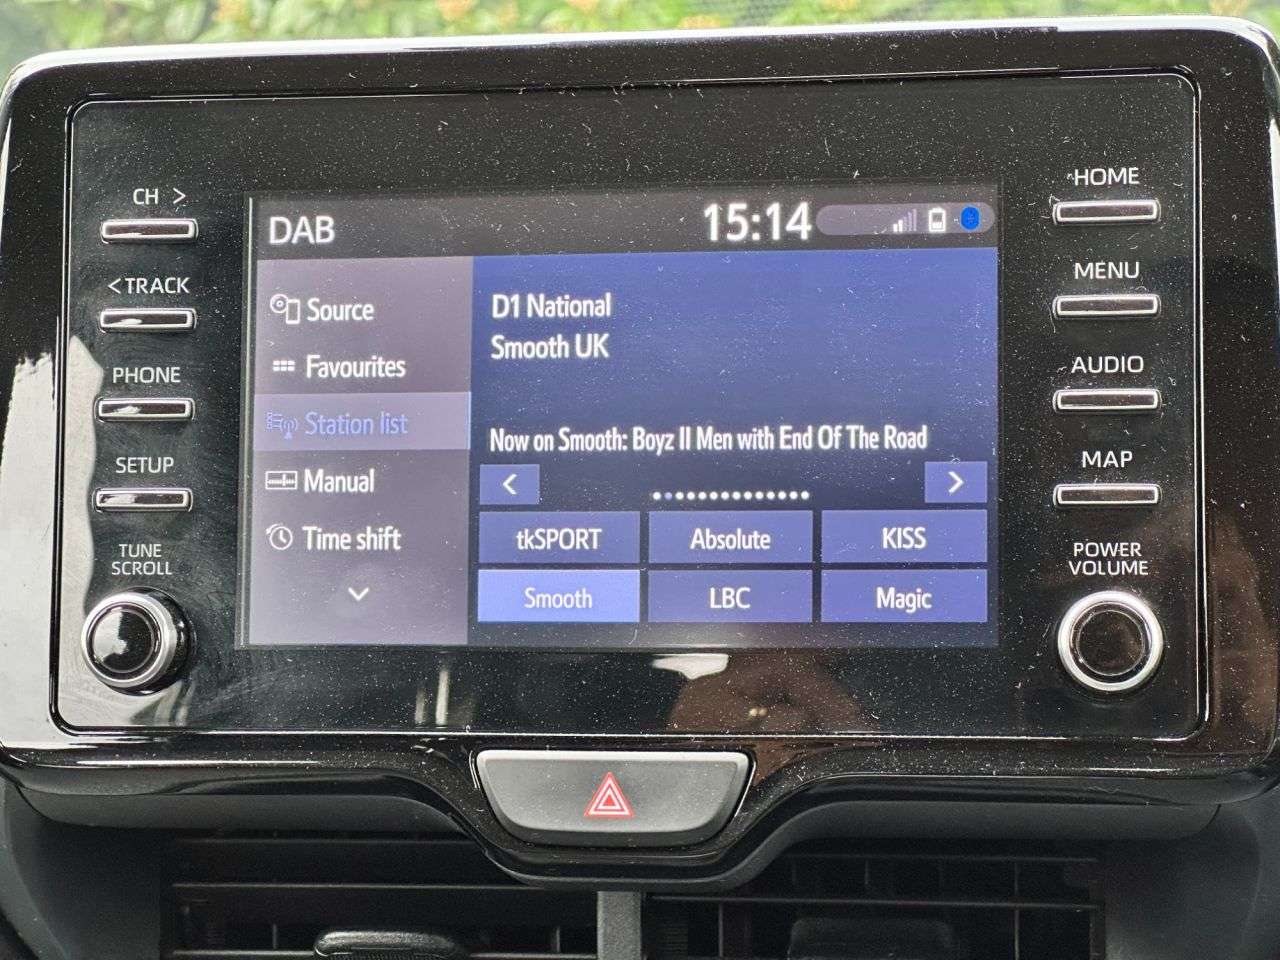 CH >
< TRACK
PHONE
SETUP
TUNE
SCROLL
DAB
15:14
Source
Favourites
Station list
Manual
Time shift
D1 National
Smooth UK
Now on Smooth: Boyz II Men with End Of The Road
< >
tkSPORT Absolute KISS
Smooth LBC Magic
HOME
MENU
AUDIO
MAP
POWER
VOLUME